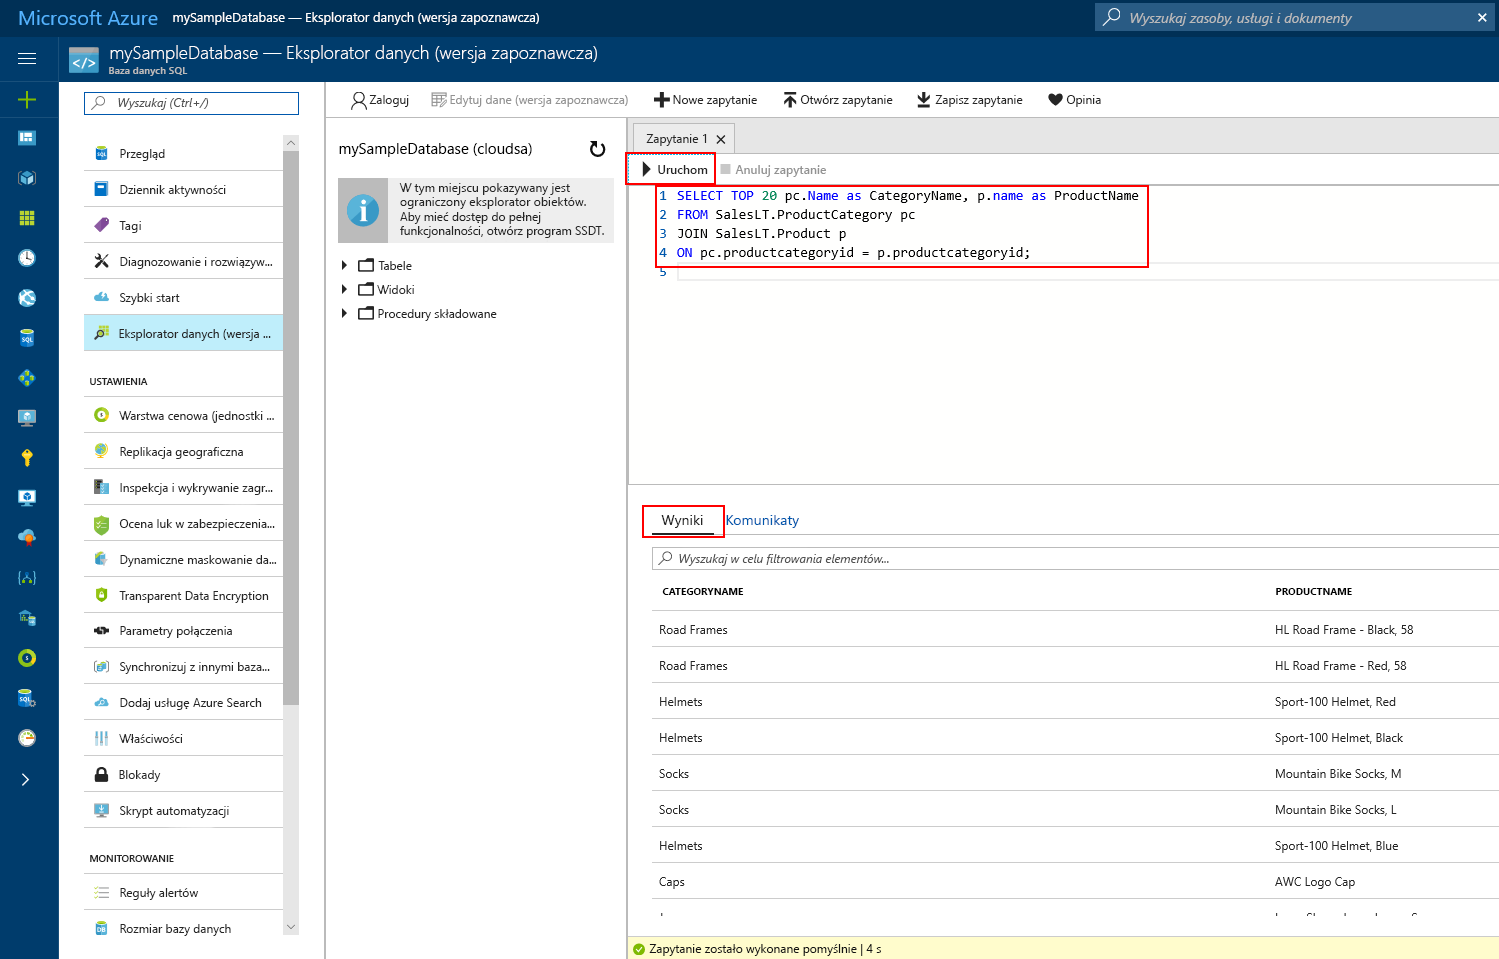 Microsoft Azure mySampleDatabase — Eksplorator danych (wersja zapoznawcza)
Wyszukaj zasoby, usługi i dokumenty
mySampleDatabase — Eksplorator danych (wersja zapoznawcza)
Baza danych SQL
Wyszukaj (Ctrl+/)
Przegląd
Dziennik aktywności
Tagi
Diagnozowanie i rozwiązyw...
Szybki start
Eksplorator danych (wersja ...
USTAWIENIA
Warstwa cenowa (jednostki ...
Replikacja geograficzna
Inspekcja i wykrywanie zagr...
Ocena luk w zabezpieczenia...
Dynamiczne maskowanie da...
Transparent Data Encryption
Parametry połączenia
Synchronizuj z innymi baza...
Dodaj usługę Azure Search
Właściwości
Blokady
Skrypt automatyzacji
MONITOROWANIE
Reguły alertów
Rozmiar bazy danych
Zaloguj Edytuj dane (wersja zapoznawcza) Nowe zapytanie Otwórz zapytanie Zapisz zapytanie Opinia
mySampleDatabase (cloudsa)
W tym miejscu pokazywany jest
ograniczony eksplorator obiektów.
Aby mieć dostęp do pełnej
funkcjonalności, otwórz program SSDT.
Tabele
Widoki
Procedury składowane
Zapytanie 1
Uruchom Anuluj zapytanie
1 SELECT TOP 20 pc.Name as CategoryName, p.name as ProductName
2 FROM SalesLT.ProductCategory pc
3 JOIN SalesLT.Product p
4 ON pc.productcategoryid = p.productcategoryid;
5
Wyniki Komunikaty
Wyszukaj w celu filtrowania elementów...
CATEGORYNAME PRODUCTNAME
Road Frames HL Road Frame - Black, 58
Road Frames HL Road Frame - Red, 58
Helmets Sport-100 Helmet, Red
Helmets Sport-100 Helmet, Black
Socks Mountain Bike Socks, M
Socks Mountain Bike Socks, L
Helmets Sport-100 Helmet, Blue
Caps AWC Logo Cap
Zapytanie zostało wykonane pomyślnie | 4 s